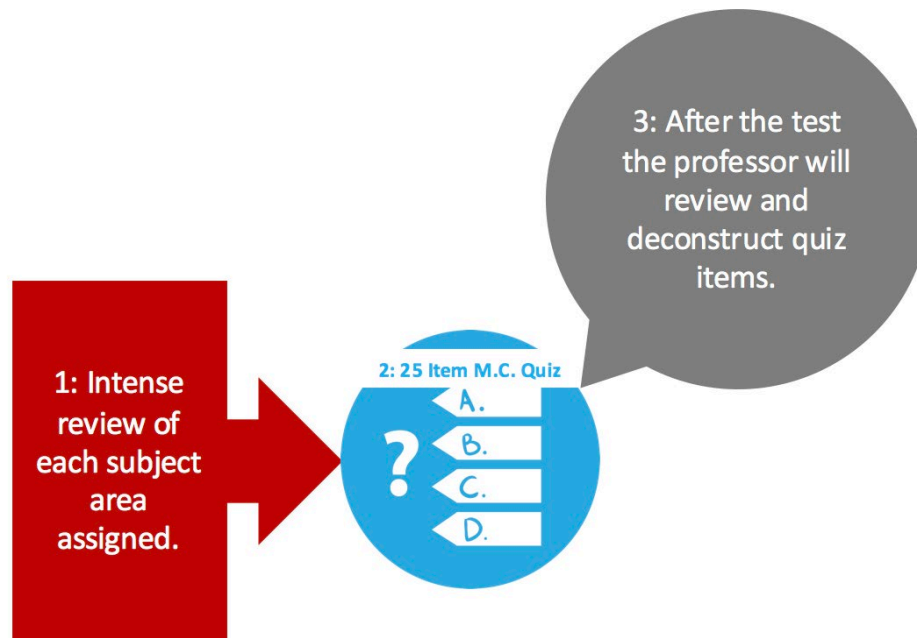 1: Intense
review of
each subject
area
assigned.
2: 25 Item M.C. Quiz
?
A.
B.
C.
D.
3: After the test
the professor will
review and
deconstruct quiz
items.